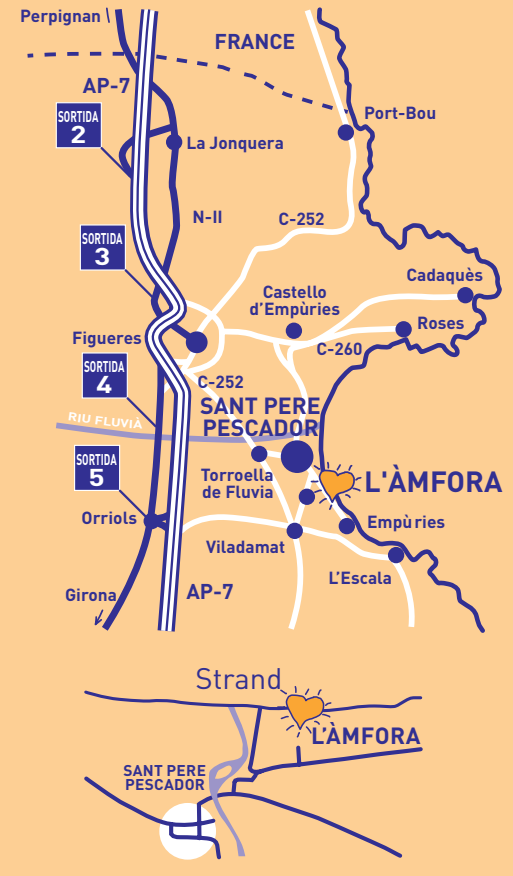 Perpignan
FRANCE
AP-7
Port-Bou
SORTIDA
2
La Jonquera
N-II
C-252
SORTIDA
3
Cadaquès
Castello
d'Empùries
Roses
Figueres
C-260
SORTIDA
4
C-252
SANT PERE
PESCADOR
RIU FLUVIÀ
SORTIDA
5
Torroella
de Fluvia
L'ÀMFORA
Orriols
Empùries
Viladamat
L'Escala
Girona
AP-7
Strand
L'ÀMFORA
SANT PERE
PESCADOR